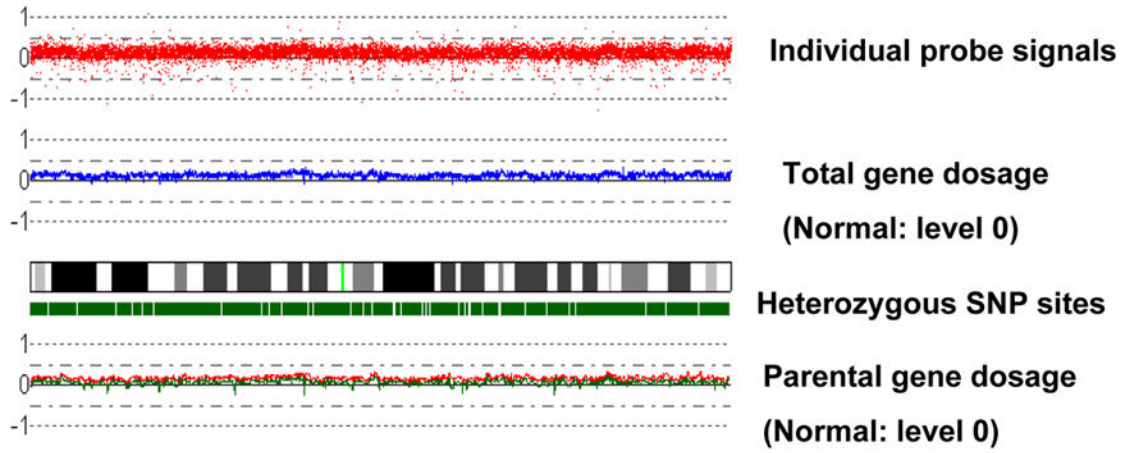 1
0
-1
Individual probe signals
1
0
-1
Total gene dosage
(Normal: level 0)
Heterozygous SNP sites
1
0
-1
Parental gene dosage
(Normal: level 0)